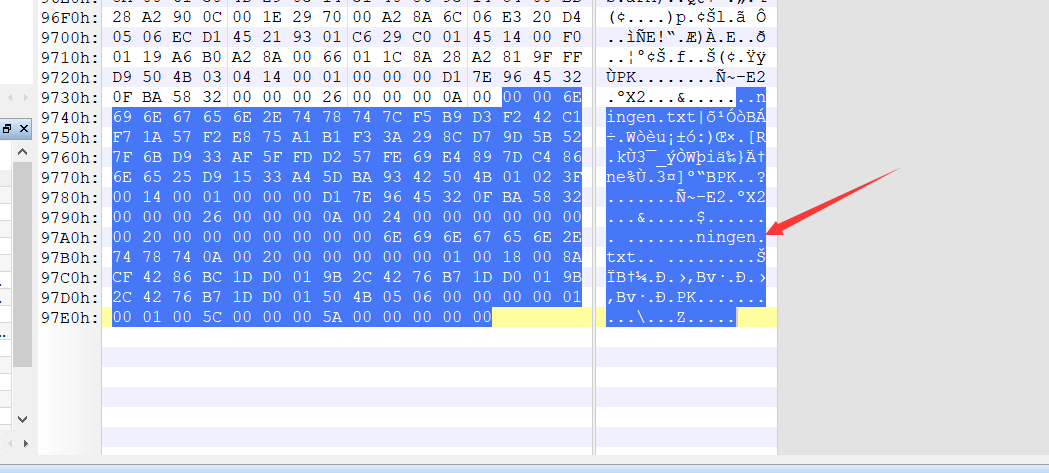 96F0h: 28 A2 90 0C 00 1E 29 70 00 A2 8A 6C 06 E3 20 D4 (¢....)p.¢Šl.ã Ô
9700h: 05 06 EC D1 45 21 93 01 C6 29 C0 01 45 14 00 F0 ..ìÑE!“.Æ)À.E..ð
9710h: 01 19 A6 B0 A2 8A 00 66 01 1C 8A 28 A2 81 9F FF ..¦°¢Š.f..Š(¢.Ÿÿ
9720h: D9 50 4B 03 04 14 00 01 00 00 00 D1 7E 96 45 32 ÙPK........Ñ~–E2
9730h: 0F BA 58 32 00 00 00 26 00 00 00 0A 00 00 00 6E .ºX2...&.......n
9740h: 69 6E 67 65 6E 2E 74 78 74 7C F5 B9 D3 F2 42 C1 ingen.txt|õ¹ÓòBÁ
9750h: F7 1A 57 F2 E8 75 A1 B1 F3 3A 29 8C D7 9D 5B 52 ÷.Wòèu¡±ó:)Œ×.[R
9760h: 7F 6B D9 33 AF 5F FD D2 57 FE 69 E4 89 7D C4 86 .kÙ3¯_ýÒWþiä‰}Ä†
9770h: 6E 65 25 D9 15 33 A4 5D BA 93 42 50 4B 01 02 3F ne%Ù.3¤]º“BPK..?
9780h: 00 14 00 01 00 00 00 D1 7E 96 45 32 0F BA 58 32 .......Ñ~–E2.ºX2
9790h: 00 00 00 26 00 00 00 0A 00 24 00 00 00 00 00 00 ...&.....$......
97A0h: 00 20 00 00 00 00 00 00 00 6E 69 6E 67 65 6E 2E . .......ningen.
97B0h: 74 78 74 0A 00 20 00 00 00 00 00 01 00 18 00 8A txt.. .........Š
97C0h: CF 42 86 BC 1D D0 01 9B 2C 42 76 B7 1D D0 01 9B ÏB†¼.Ð.›,Bv·.Ð.›
97D0h: 2C 42 76 B7 1D D0 01 50 4B 05 06 00 00 00 00 01 ,Bv·.Ð.PK.......
97E0h: 00 01 00 5C 00 00 00 5A 00 00 00 00 00 ...\...Z.....